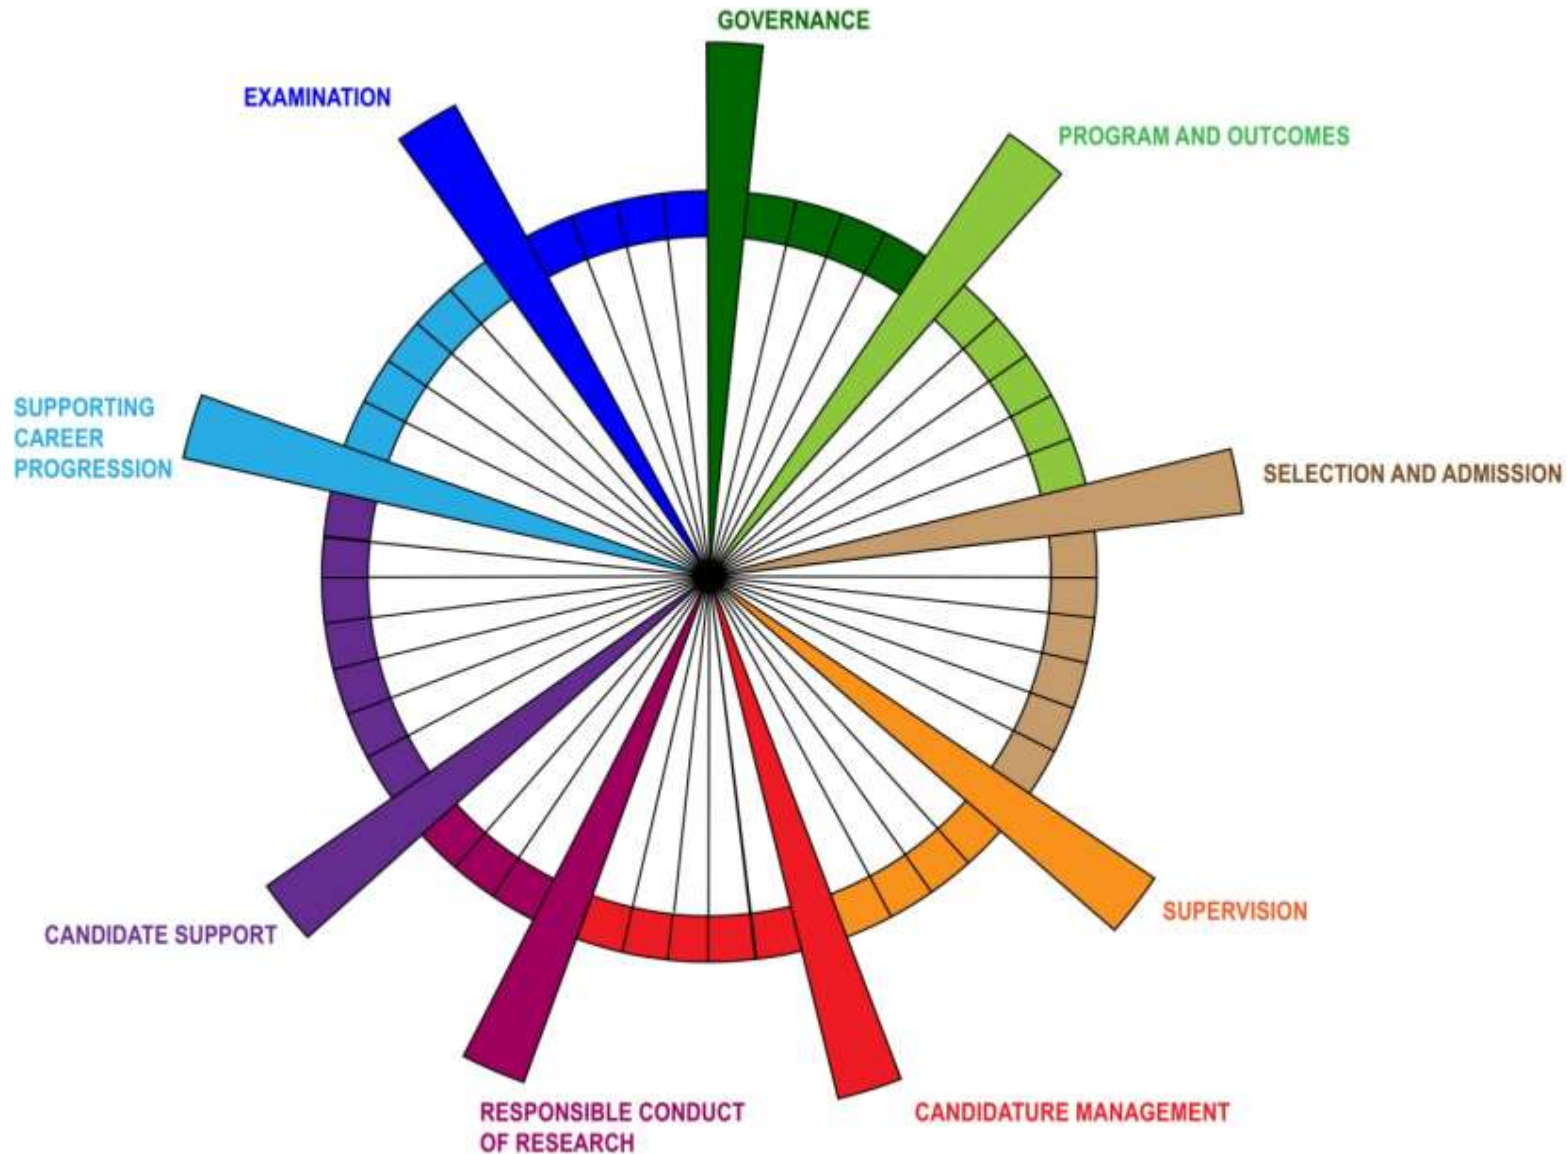 GOVERNANCE
EXAMINATION
PROGRAM AND OUTCOMES
SUPPORTING
CAREER
PROGRESSION
SELECTION AND ADMISSION
CANDIDATE SUPPORT
SUPERVISION
RESPONSIBLE CONDUCT
OF RESEARCH
CANDIDATURE MANAGEMENT